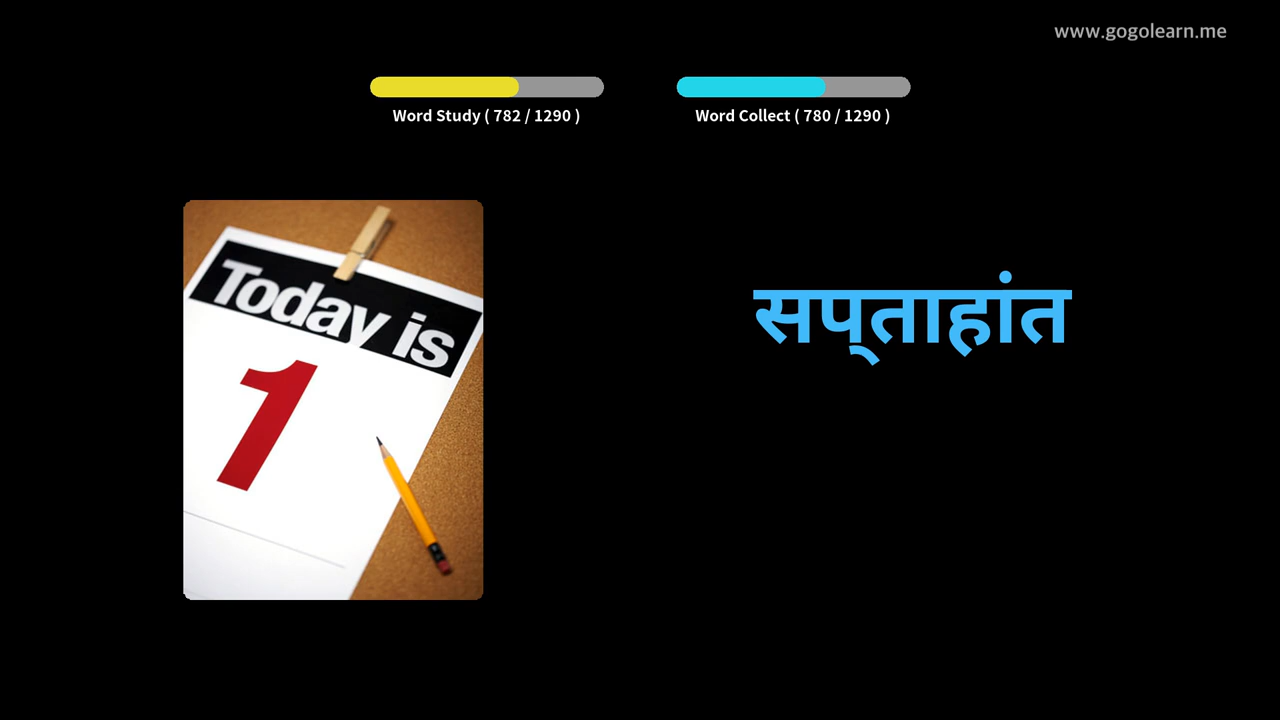 www.gogolearn.me
Word Study ( 782 / 1290 )
Word Collect ( 780 / 1290 )
Today is
1
सप्ताहांत